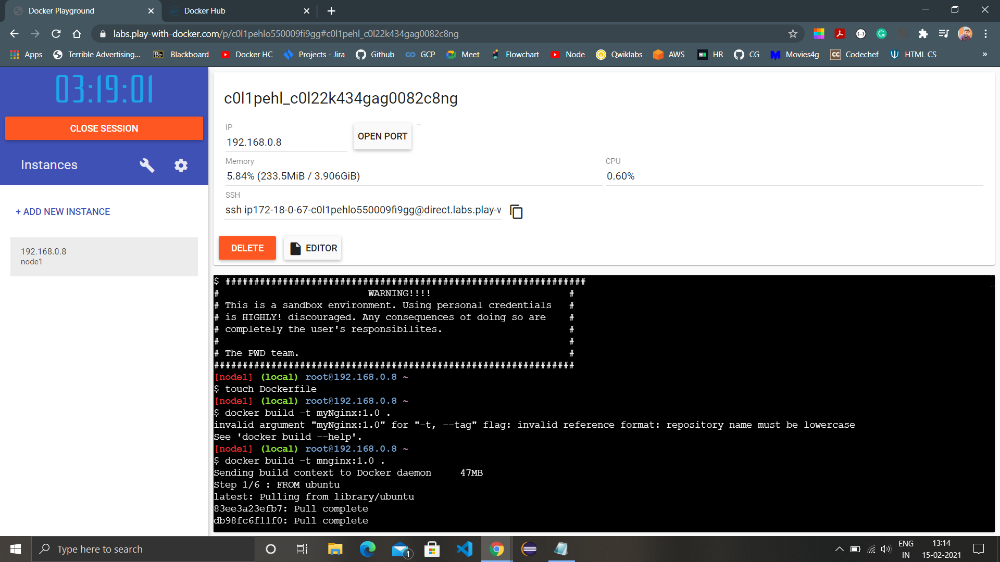 Docker Playground
Docker Hub
labs.play-with-docker.com/p/c0l1pehlo550009fi9gg#c0l1pehl_c0l22k434gag0082c8ng
Apps
Terrible Advertising...
Bb Blackboard
Docker HC
Projects - Jira
Github
GCP
Meet
Flowchart
Node
Qwiklabs
AWS
HR
CG
Movies4g
CC Codechef
HTML CS
»
03:19:01
CLOSE SESSION
Instances
+ ADD NEW INSTANCE
192.168.0.8
node1
c0l1pehl_c0l22k434gag0082c8ng
IP
192.168.0.8
OPEN PORT
Memory
5.84% (233.5MiB / 3.906GiB)
CPU
0.60%
SSH
ssh ip172-18-0-67-c0l1pehlo550009fi9gg@direct.labs.play-w
DELETE
EDITOR
$ ###############################################################
# WARNING!!!! #
# This is a sandbox environment. Using personal credentials #
# is HIGHLY! discouraged. Any consequences of doing so are #
# completely the user's responsibilites. #
# #
# The PWD team. #
###############################################################
[node1] (local) root@192.168.0.8 ~
$ touch Dockerfile
[node1] (local) root@192.168.0.8 ~
$ docker build -t myNginx:1.0 .
invalid argument "myNginx:1.0" for "-t, --tag" flag: invalid reference format: repository name must be lowercase
See 'docker build --help'.
[node1] (local) root@192.168.0.8 ~
$ docker build -t mnginx:1.0 .
Sending build context to Docker daemon 47MB
Step 1/6 : FROM ubuntu
latest: Pulling from library/ubuntu
83ee3a23efb7: Pull complete
db98fc6f11f0: Pull complete
Type here to search
1
ENG
IN
13:14
15-02-2021